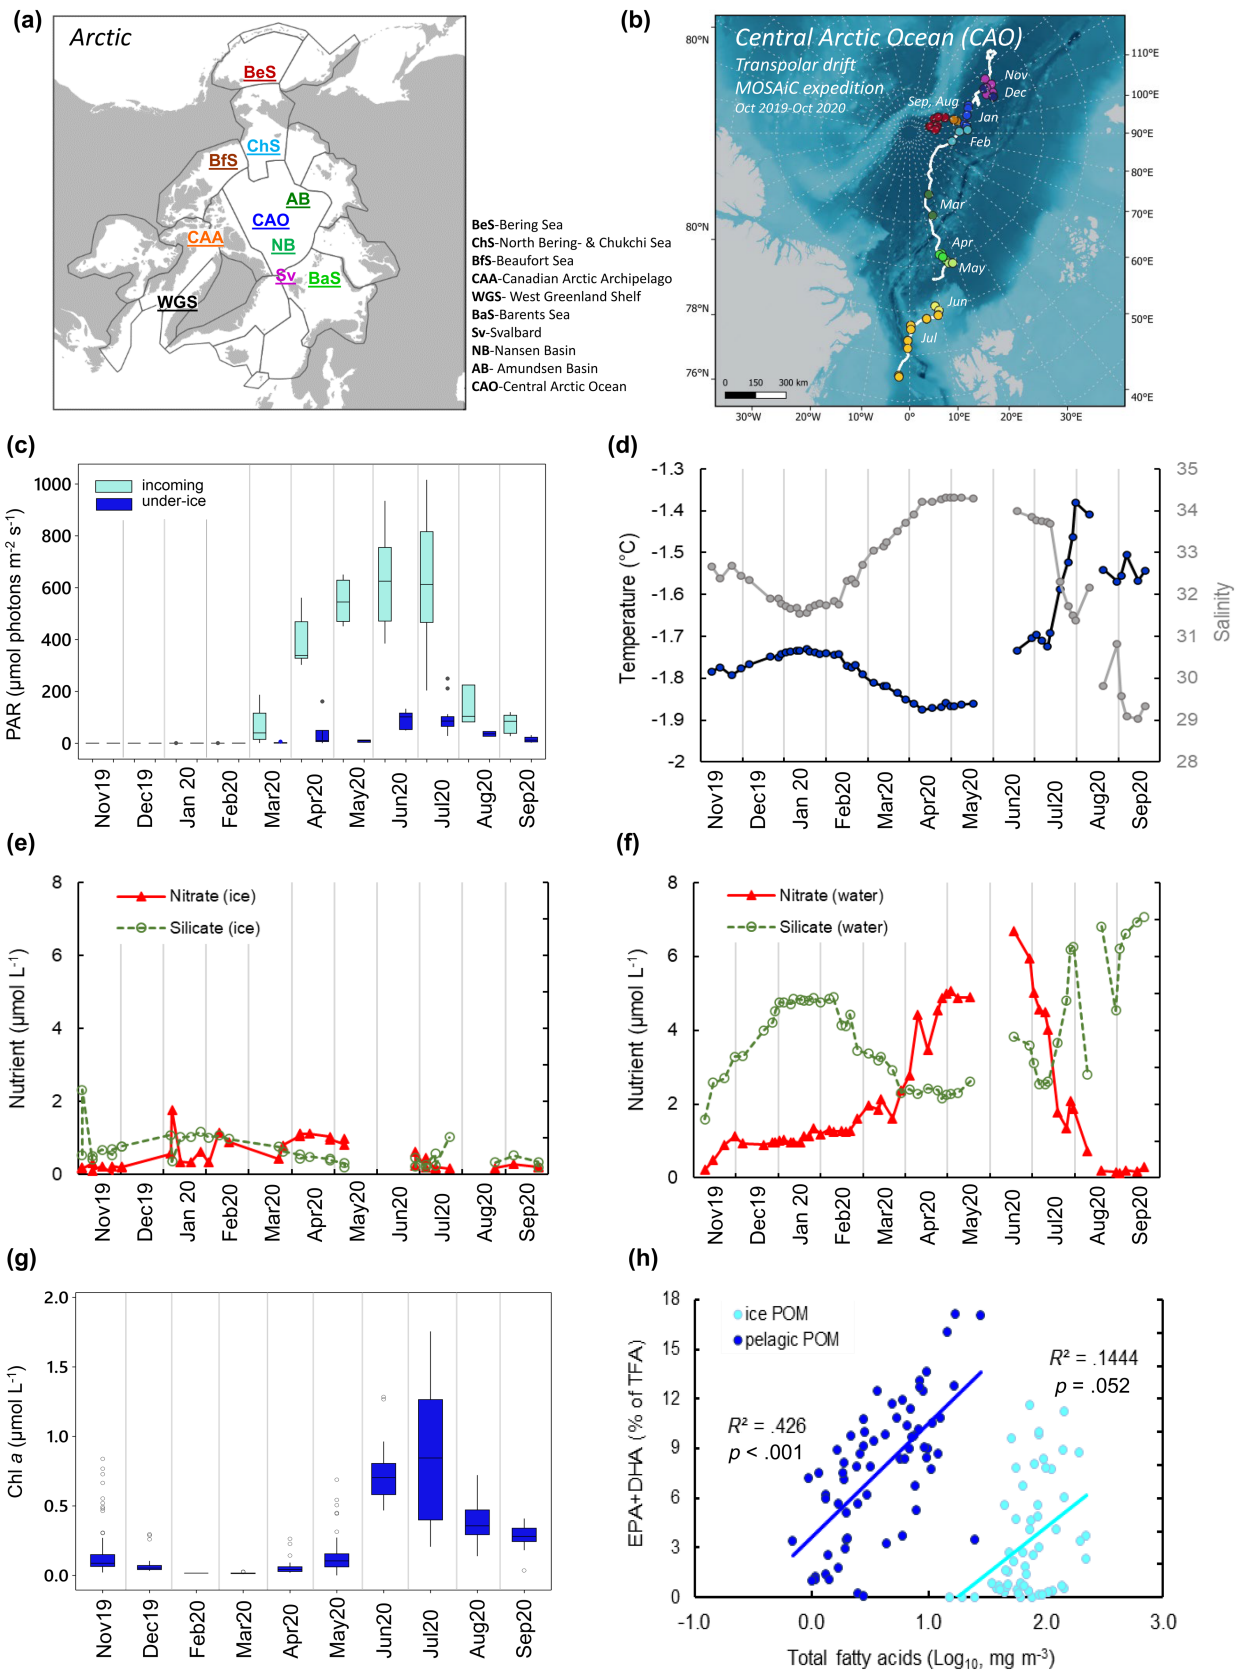 (a)
Arctic
BeS
ChS
BfS
AB
CAO
CAA
NB
Sv
BaS
WGS
BeS-Bering Sea
ChS-North Bering- & Chukchi Sea
BfS-Beaufort Sea
CAA-Canadian Arctic Archipelago
WGS- West Greenland Shelf
BaS-Barents Sea
Sv-Svalbard
NB-Nansen Basin
AB- Amundsen Basin
CAO-Central Arctic Ocean
(b)
Central Arctic Ocean (CAO)
Transpolar drift
MOSAiC expedition
Oct 2019-Oct 2020
Nov
Dec
Sep, Aug
Jan
Feb
Mar
Apr
May
Jun
Jul
80°N
80°N
78°N
76°N
110°E
100°E
90°E
80°E
70°E
60°E
50°E
40°E
0 150 300 km
30°W 20°W 10°W 0° 10°E 20°E 30°E
(c)
PAR (µmol photons m-2 s-1)
incoming
under-ice
1000
800
600
400
200
0
Nov19 Dec19 Jan 20 Feb20 Mar20 Apr20 May20 Jun20 Jul20 Aug20 Sep20
(d)
Temperature (°C)
-1.3
-1.4
-1.5
-1.6
-1.7
-1.8
-1.9
-2
Salinity
35
34
33
32
31
30
29
28
Nov19 Dec19 Jan 20 Feb20 Mar20 Apr20 May20 Jun20 Jul20 Aug20 Sep20
(e)
Nutrient (µmol L-1)
Nitrate (ice)
Silicate (ice)
8
6
4
2
0
Nov19 Dec19 Jan 20 Feb20 Mar20 Apr20 May20 Jun20 Jul20 Aug20 Sep20
(f)
Nutrient (µmol L-1)
Nitrate (water)
Silicate (water)
8
6
4
2
0
Nov19 Dec19 Jan 20 Feb20 Mar20 Apr20 May20 Jun20 Jul20 Aug20 Sep20
(g)
Chl a (µmol L-1)
2.0
1.5
1.0
0.5
0.0
Nov19 Dec19 Feb20 Mar20 Apr20 May20 Jun20 Jul20 Aug20 Sep20
(h)
EPA+DHA (% of TFA)
18
15
12
9
6
3
0
ice POM
pelagic POM
R² = .1444
p = .052
R² = .426
p < .001
-1.0 0.0 1.0 2.0 3.0
Total fatty acids (Log10, mg m-3)